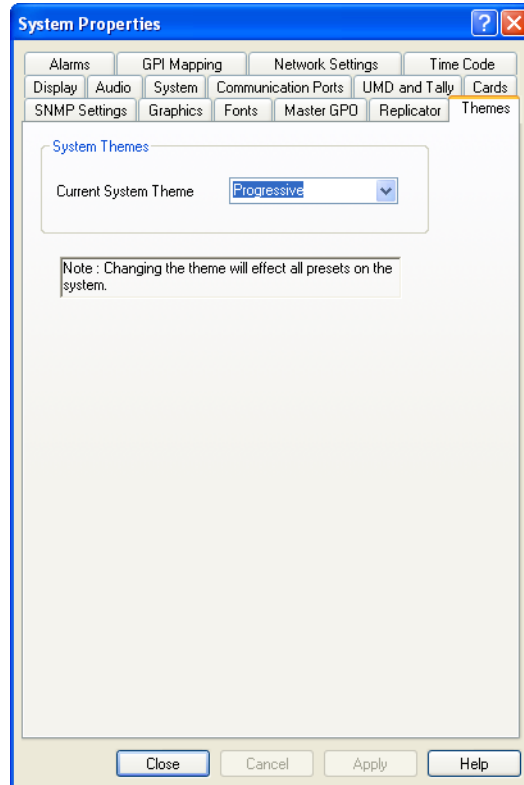 System Properties
Alarms GPI Mapping Network Settings Time Code
Display Audio System Communication Ports UMD and Tally Cards
SNMP Settings Graphics Fonts Master GPO Replicator Themes
System Themes
Current System Theme Progressive
Note : Changing the theme will effect all presets on the
system.
Close Cancel Apply Help